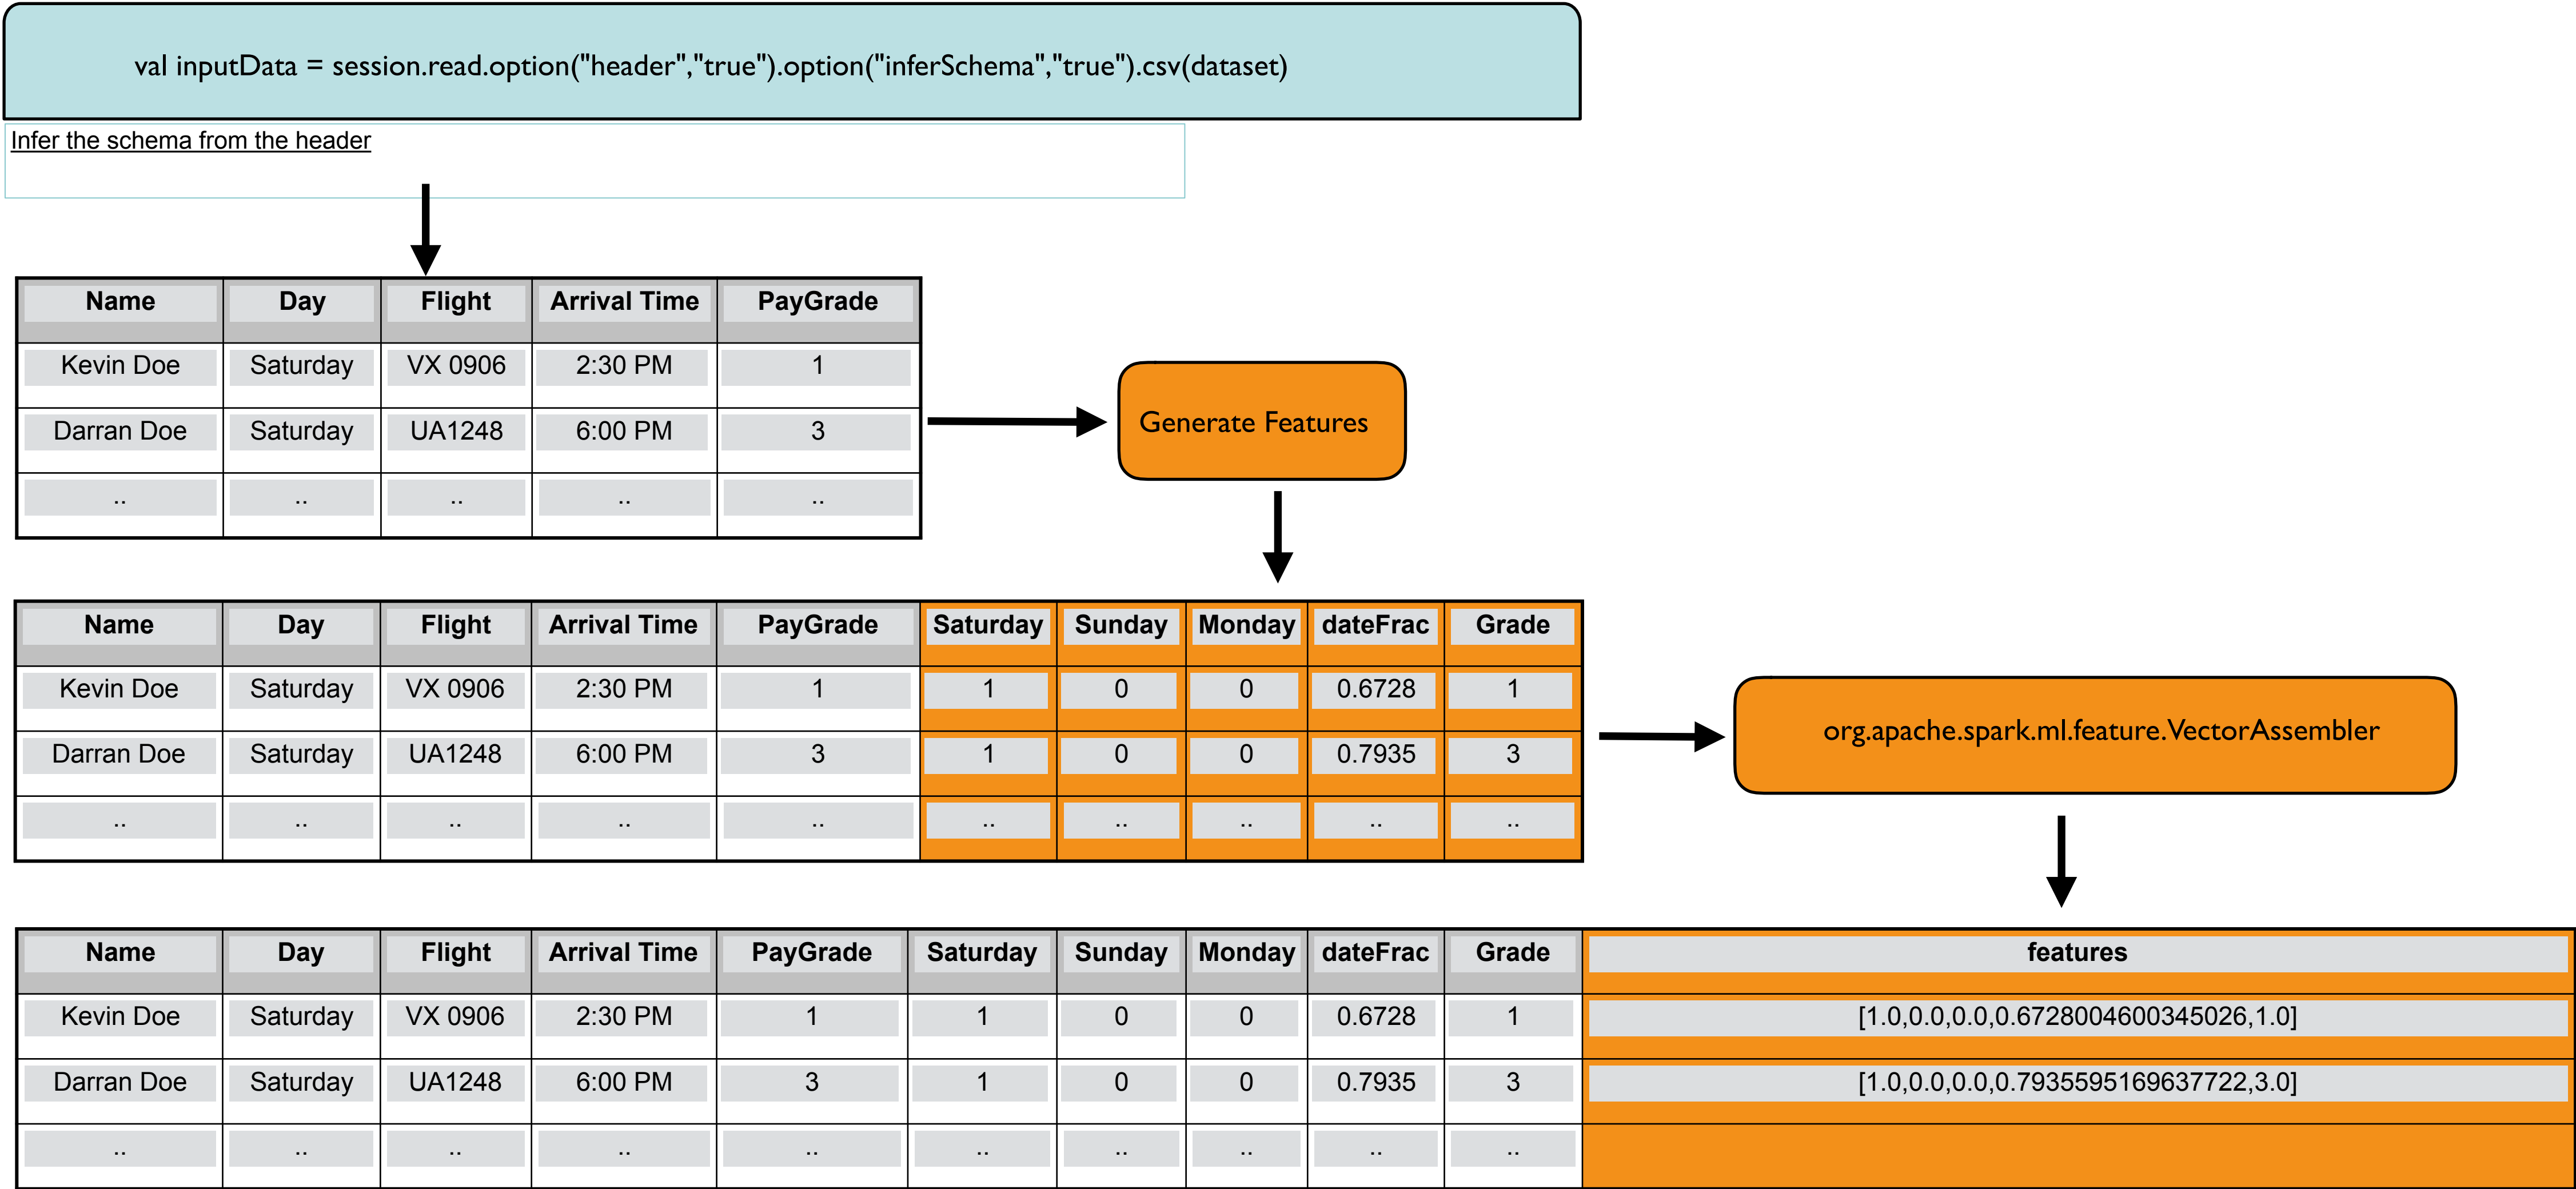 val inputData = session.read.option("header","true").option("inferSchema","true").csv(dataset)
Infer the schema from the header
Name Day Flight Arrival Time PayGrade
Kevin Doe Saturday VX 0906 2:30 PM 1
Darran Doe Saturday UA1248 6:00 PM 3
.. .. .. .. ..
Generate Features
Name Day Flight Arrival Time PayGrade Saturday Sunday Monday dateFrac Grade
Kevin Doe Saturday VX 0906 2:30 PM 1 1 0 0 0.6728 1
Darran Doe Saturday UA1248 6:00 PM 3 1 0 0 0.7935 3
.. .. .. .. .. .. .. .. .. ..
org.apache.spark.ml.feature.VectorAssembler
Name Day Flight Arrival Time PayGrade Saturday Sunday Monday dateFrac Grade features
Kevin Doe Saturday VX 0906 2:30 PM 1 1 0 0 0.6728 1 [1.0,0.0,0.0,0.6728004600345026,1.0]
Darran Doe Saturday UA1248 6:00 PM 3 1 0 0 0.7935 3 [1.0,0.0,0.0,0.7935595169637722,3.0]
.. .. .. .. .. .. .. .. .. ..